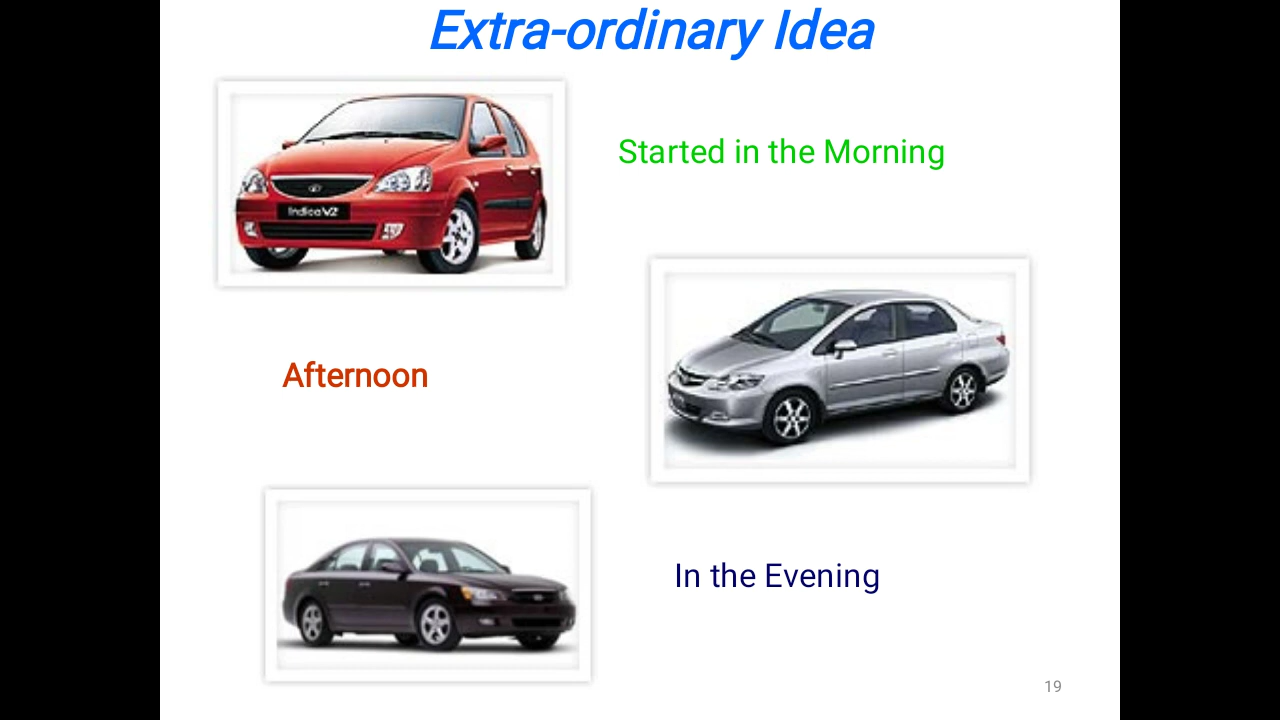 Extra-ordinary Idea
Started in the Morning
Indica V2
Afternoon
In the Evening
19